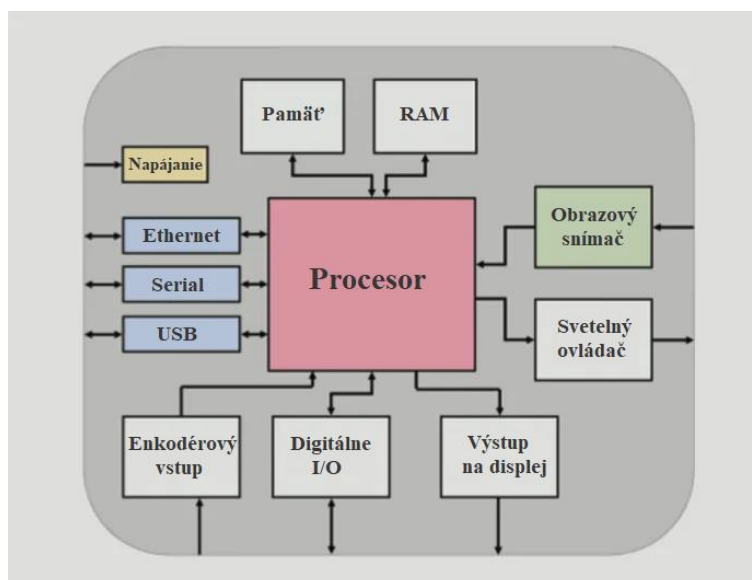 Pamäť
RAM
Napájanie
Obrazový
snímač
Ethernet
Procesor
Serial
USB
Svetelný
ovládač
Enkodérový
vstup
Digitálne
I/O
Výstup
na displej